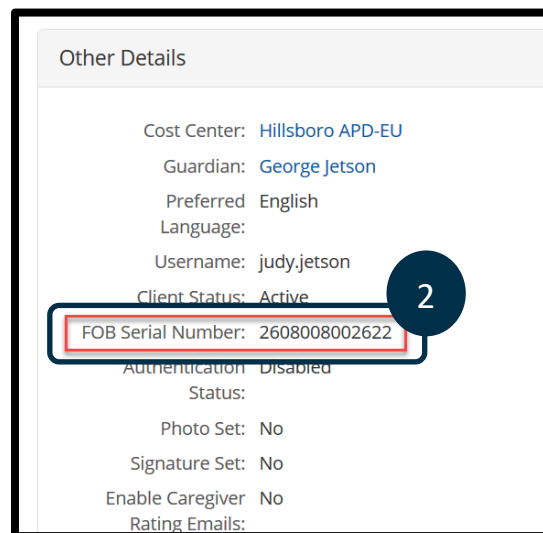 Other Details
Cost Center: Hillsboro APD-EU
Guardian: George Jetson
Preferred English
Language:
Username: judy.jetson
Client Status: Active
2
FOB Serial Number: 2608008002622
Authentication Disabled
Status:
Photo Set: No
Signature Set: No
Enable Caregiver No
Rating Emails: